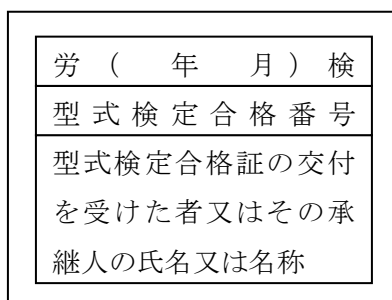 労（　年　月）検
型式検定合格番号
型式検定合格証の交付
を受けた者又はその承
継人の氏名又は名称